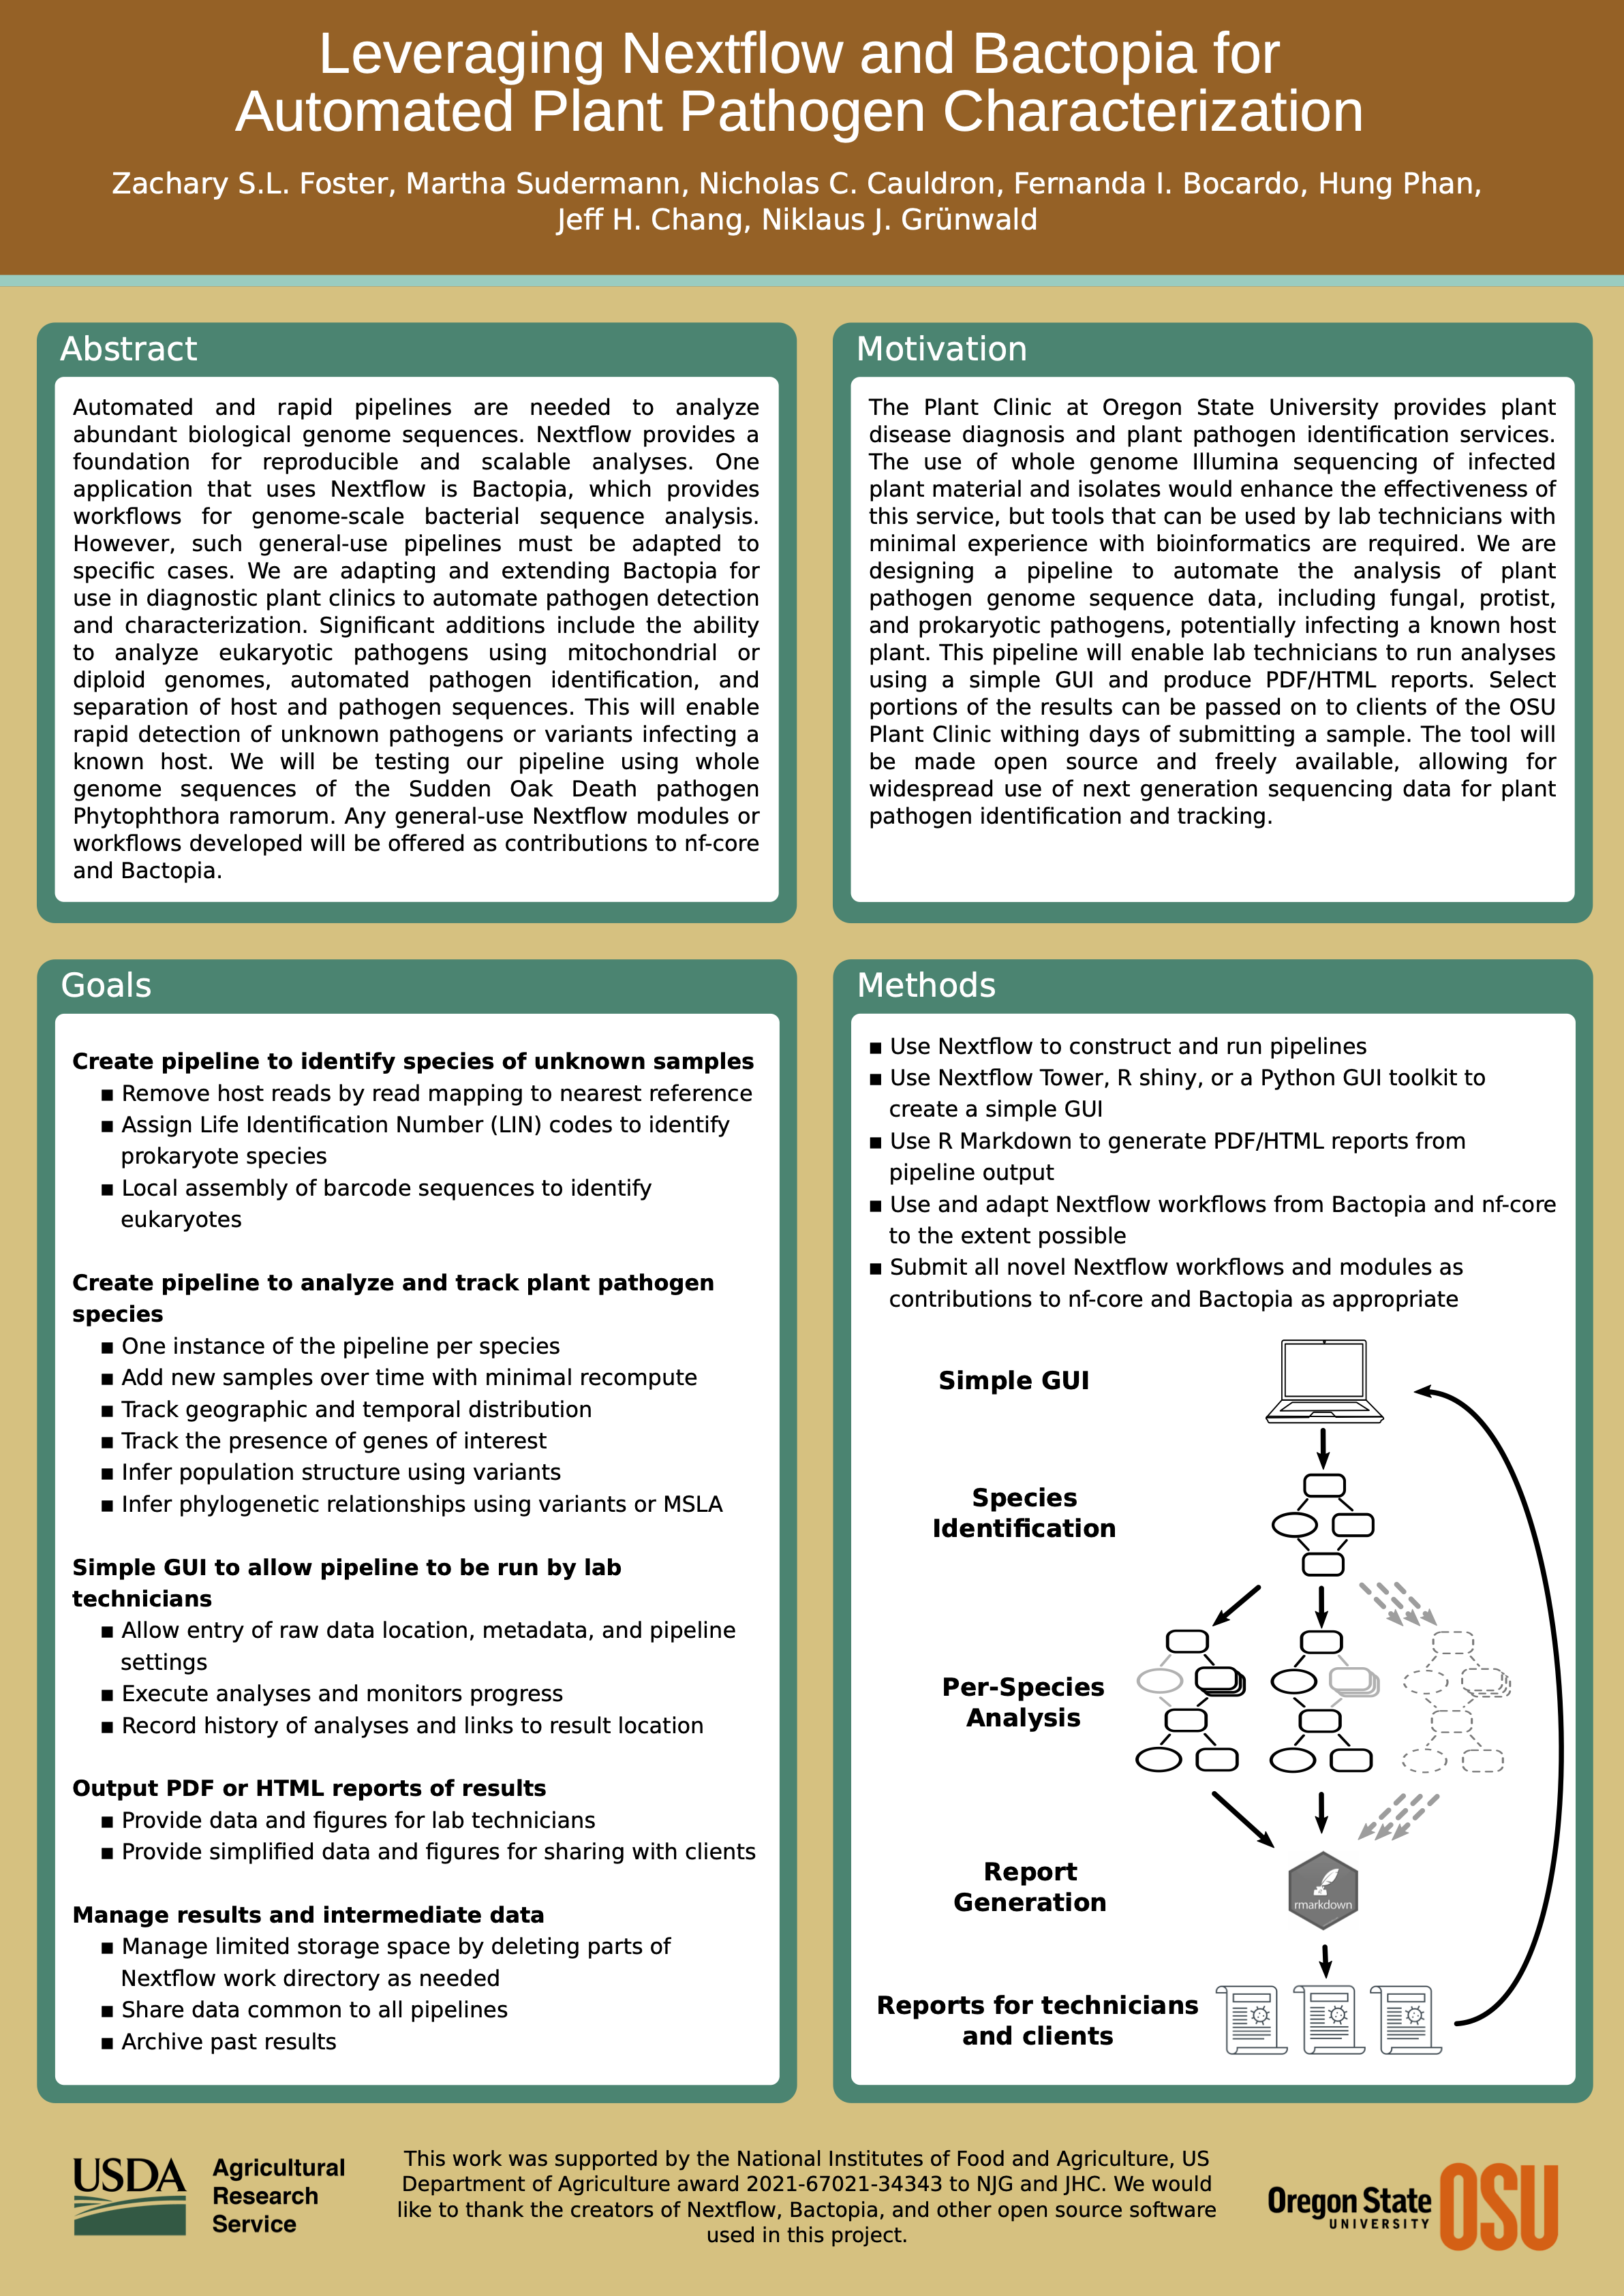 Leveraging Nextflow and Bactopia for
Automated Plant Pathogen Characterization
Zachary S.L. Foster, Martha Sudermann, Nicholas C. Cauldron, Fernanda I. Bocardo, Hung Phan,
Jeff H. Chang, Niklaus J. Grünwald
Abstract
Automated and rapid pipelines are needed to analyze
abundant biological genome sequences. Nextflow provides a
foundation for reproducible and scalable analyses. One
application that uses Nextflow is Bactopia, which provides
workflows for genome-scale bacterial sequence analysis.
However, such general-use pipelines must be adapted to
specific cases. We are adapting and extending Bactopia for
use in diagnostic plant clinics to automate pathogen detection
and characterization. Significant additions include the ability
to analyze eukaryotic pathogens using mitochondrial or
diploid genomes, automated pathogen identification, and
separation of host and pathogen sequences. This will enable
rapid detection of unknown pathogens or variants infecting a
known host. We will be testing our pipeline using whole
genome sequences of the Sudden Oak Death pathogen
Phytophthora ramorum. Any general-use Nextflow modules or
workflows developed will be offered as contributions to nf-core
and Bactopia.
Motivation
The Plant Clinic at Oregon State University provides plant
disease diagnosis and plant pathogen identification services.
The use of whole genome Illumina sequencing of infected
plant material and isolates would enhance the effectiveness of
this service, but tools that can be used by lab technicians with
minimal experience with bioinformatics are required. We are
designing a pipeline to automate the analysis of plant
pathogen genome sequence data, including fungal, protist,
and prokaryotic pathogens, potentially infecting a known host
plant. This pipeline will enable lab technicians to run analyses
using a simple GUI and produce PDF/HTML reports. Select
portions of the results can be passed on to clients of the OSU
Plant Clinic withing days of submitting a sample. The tool will
be made open source and freely available, allowing for
widespread use of next generation sequencing data for plant
pathogen identification and tracking.
Goals
Create pipeline to identify species of unknown samples
▪ Remove host reads by read mapping to nearest reference
▪ Assign Life Identification Number (LIN) codes to identify
prokaryote species
▪ Local assembly of barcode sequences to identify
eukaryotes
Create pipeline to analyze and track plant pathogen
species
▪ One instance of the pipeline per species
▪ Add new samples over time with minimal recompute
▪ Track geographic and temporal distribution
▪ Track the presence of genes of interest
▪ Infer population structure using variants
▪ Infer phylogenetic relationships using variants or MSLA
Simple GUI to allow pipeline to be run by lab
technicians
▪ Allow entry of raw data location, metadata, and pipeline
settings
▪ Execute analyses and monitors progress
▪ Record history of analyses and links to result location
Output PDF or HTML reports of results
▪ Provide data and figures for lab technicians
▪ Provide simplified data and figures for sharing with clients
Manage results and intermediate data
▪ Manage limited storage space by deleting parts of
Nextflow work directory as needed
▪ Share data common to all pipelines
▪ Archive past results
Methods
▪ Use Nextflow to construct and run pipelines
▪ Use Nextflow Tower, R shiny, or a Python GUI toolkit to
create a simple GUI
▪ Use R Markdown to generate PDF/HTML reports from
pipeline output
▪ Use and adapt Nextflow workflows from Bactopia and nf-core
to the extent possible
▪ Submit all novel Nextflow workflows and modules as
contributions to nf-core and Bactopia as appropriate
Simple GUI
Species
Identification
Per-Species
Analysis
Report
Generation
rmarkdown
Reports for technicians
and clients
USDA
Agricultural
Research
Service
This work was supported by the National Institutes of Food and Agriculture, US
Department of Agriculture award 2021-67021-34343 to NJG and JHC. We would
like to thank the creators of Nextflow, Bactopia, and other open source software
used in this project.
Oregon State
UNIVERSITY
OSU